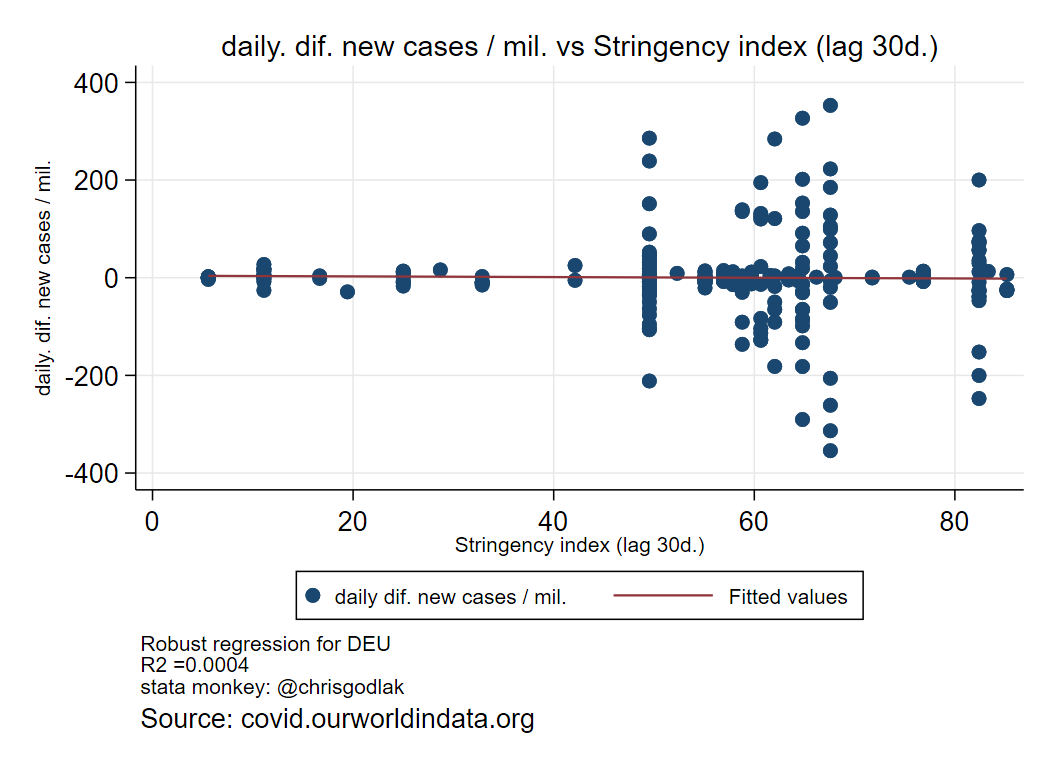 daily. dif. new cases / mil. vs Stringency index (lag 30d.)
daily. dif. new cases / mil.
400
200
0
-200
-400
0 20 40 60 80
Stringency index (lag 30d.)
daily dif. new cases / mil. Fitted values
Robust regression for DEU
R2 =0.0004
stata monkey: @chrisgodlak
Source: covid.ourworldindata.org